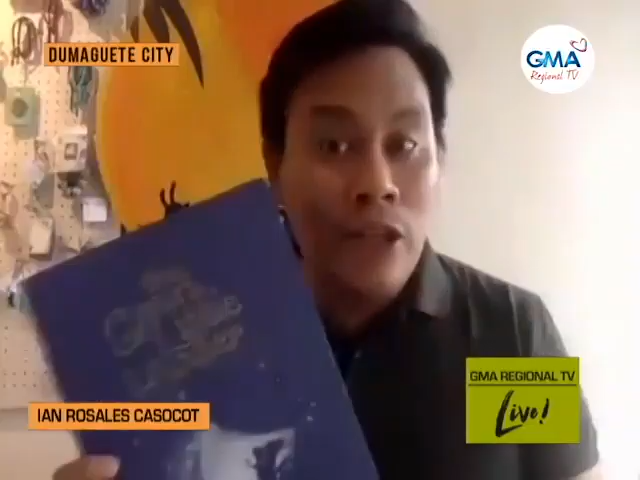 DUMAGUETE CITY
GMA
Regional TV
GMA REGIONAL TV
Live!
IAN ROSALES CASOCOT